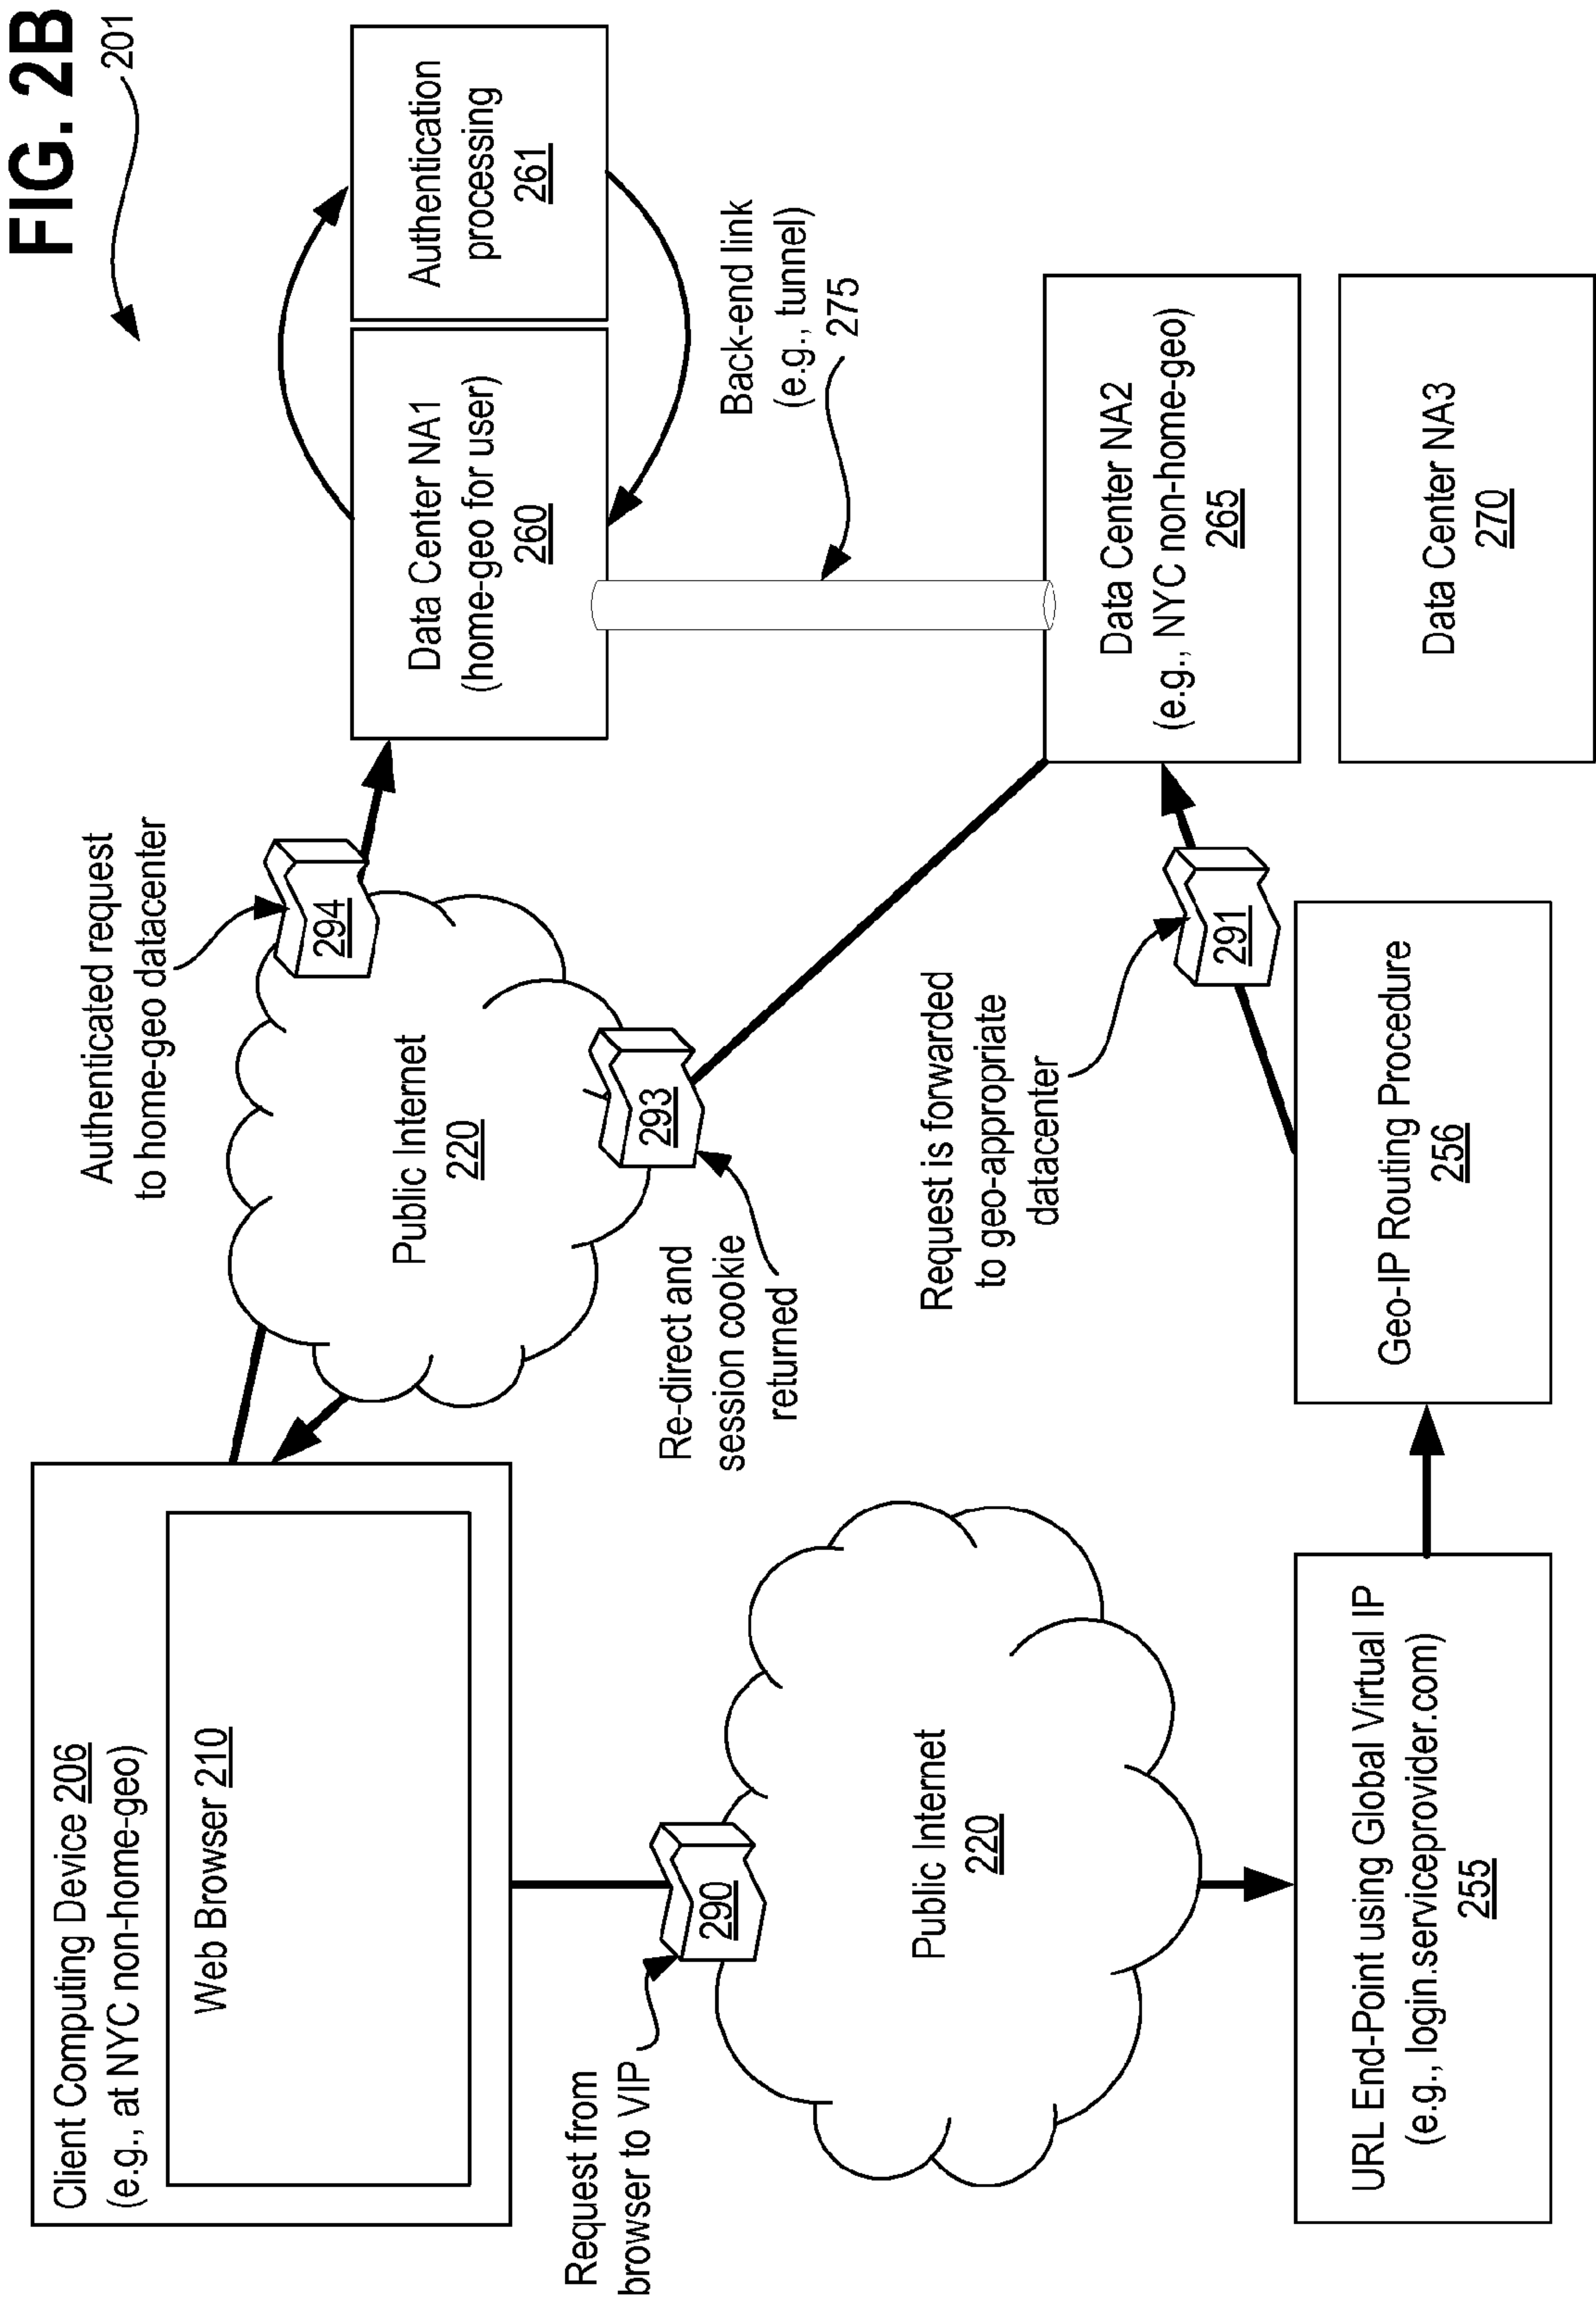 FIG. 2B
201
Client Computing Device 206
(e.g., at NYC non-home-geo)
Web Browser 210
Authenticated request
to home-geo datacenter
294
Public Internet
220
Data Center NA1
(home-geo for user)
260
Authentication
processing
261
293
Re-direct and
session cookie
returned
Back-end link
(e.g., tunnel)
275
Request from
browser to VIP
290
Public Internet
220
Request is forwarded
to geo-appropriate
datacenter
291
Data Center NA2
(e.g., NYC non-home-geo)
265
URL End-Point using Global Virtual IP
(e.g., login.serviceprovider.com)
255
Geo-IP Routing Procedure
256
Data Center NA3
270